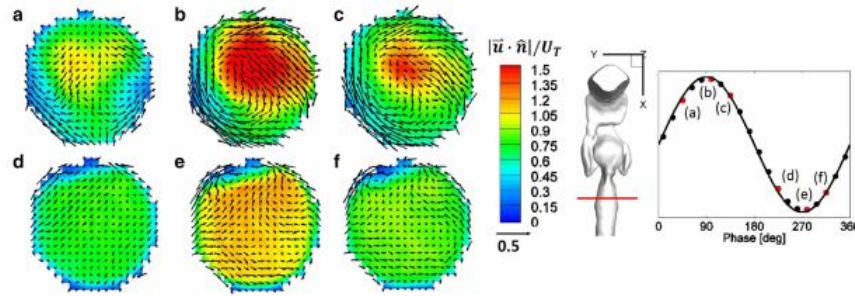 a
b
c
d
e
f
|u⃗ · n̂|/U_T
1.5
1.35
1.2
1.05
0.9
0.75
0.6
0.45
0.3
0.15
0
0.5
Y
Z
X
(a)
(b)
(c)
(d)
(e)
(f)
0 90 180 270 360
Phase [deg]